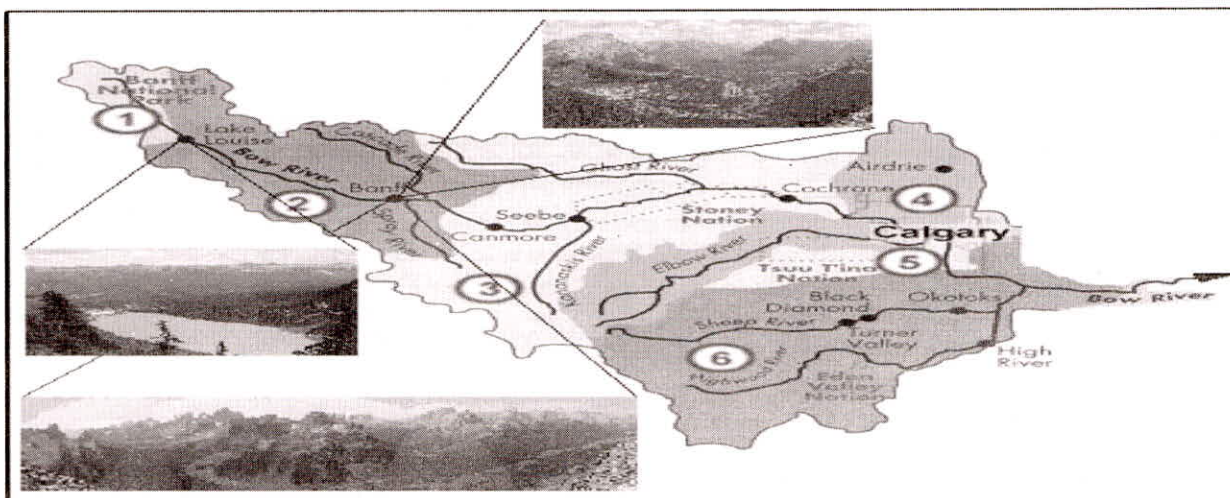 Banff
National
Park
1
Lake
Louise
Bow River
2
Cascade River
Banff
Spray River
Canmore
Seebe
Ghost River
Kananaskis River
3
Stoney
Nation
Cochrane
Airdrie
4
Calgary
5
Elbow River
Tsuu T'ina
Nation
Black
Diamond
Okotoks
Bow River
Sheep River
Turner
Valley
6
Highwood River
High
River
Eden
Valley
Nation